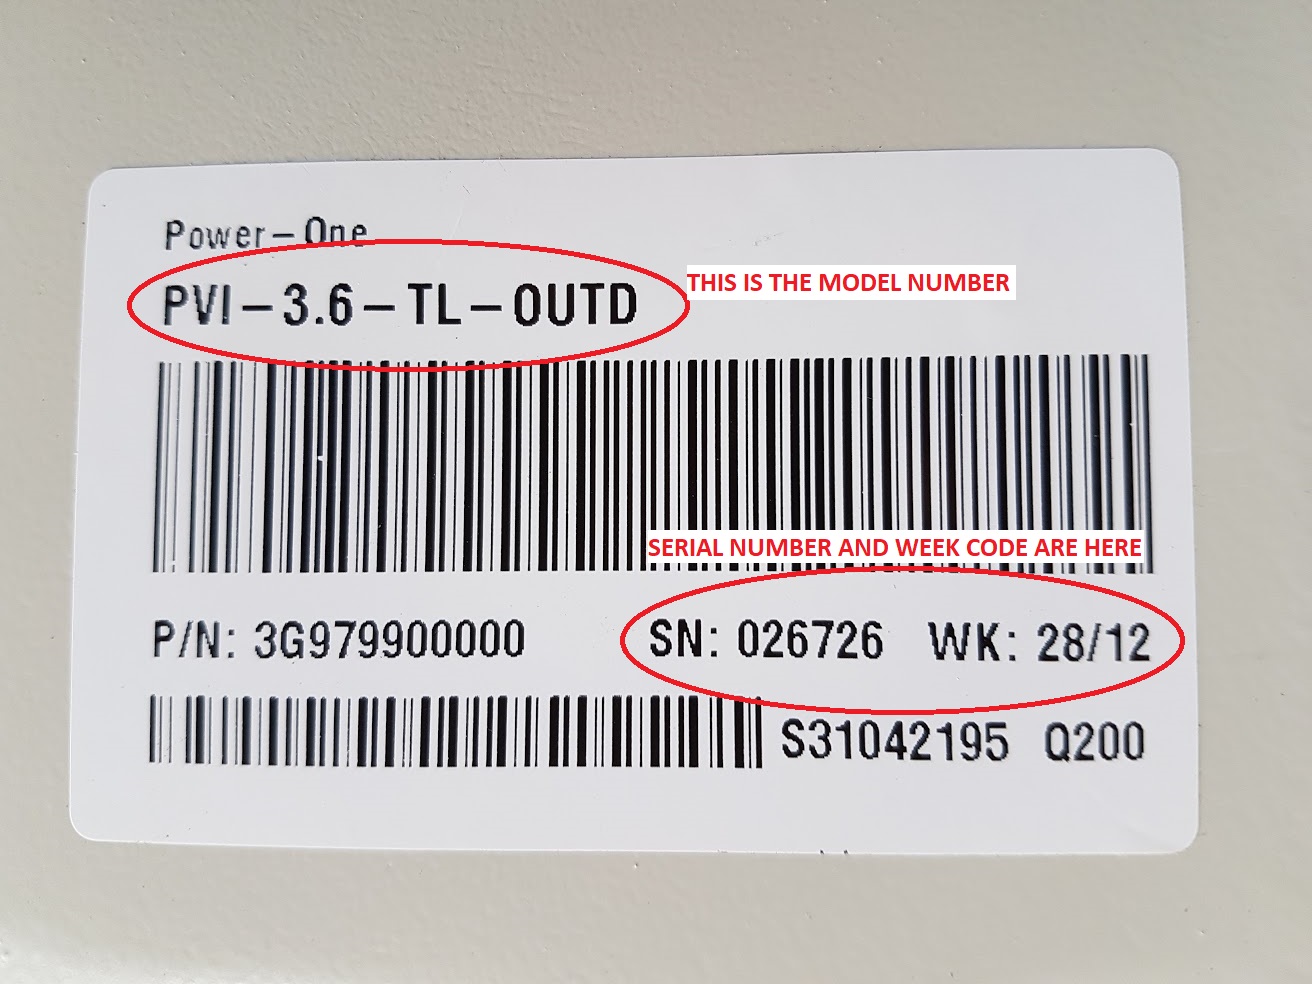 Power-One
PVI-3.6-TL-OUTD
THIS IS THE MODEL NUMBER
SERIAL NUMBER AND WEEK CODE ARE HERE
P/N: 3G979900000 SN: 026726 WK: 28/12
S31042195 Q200